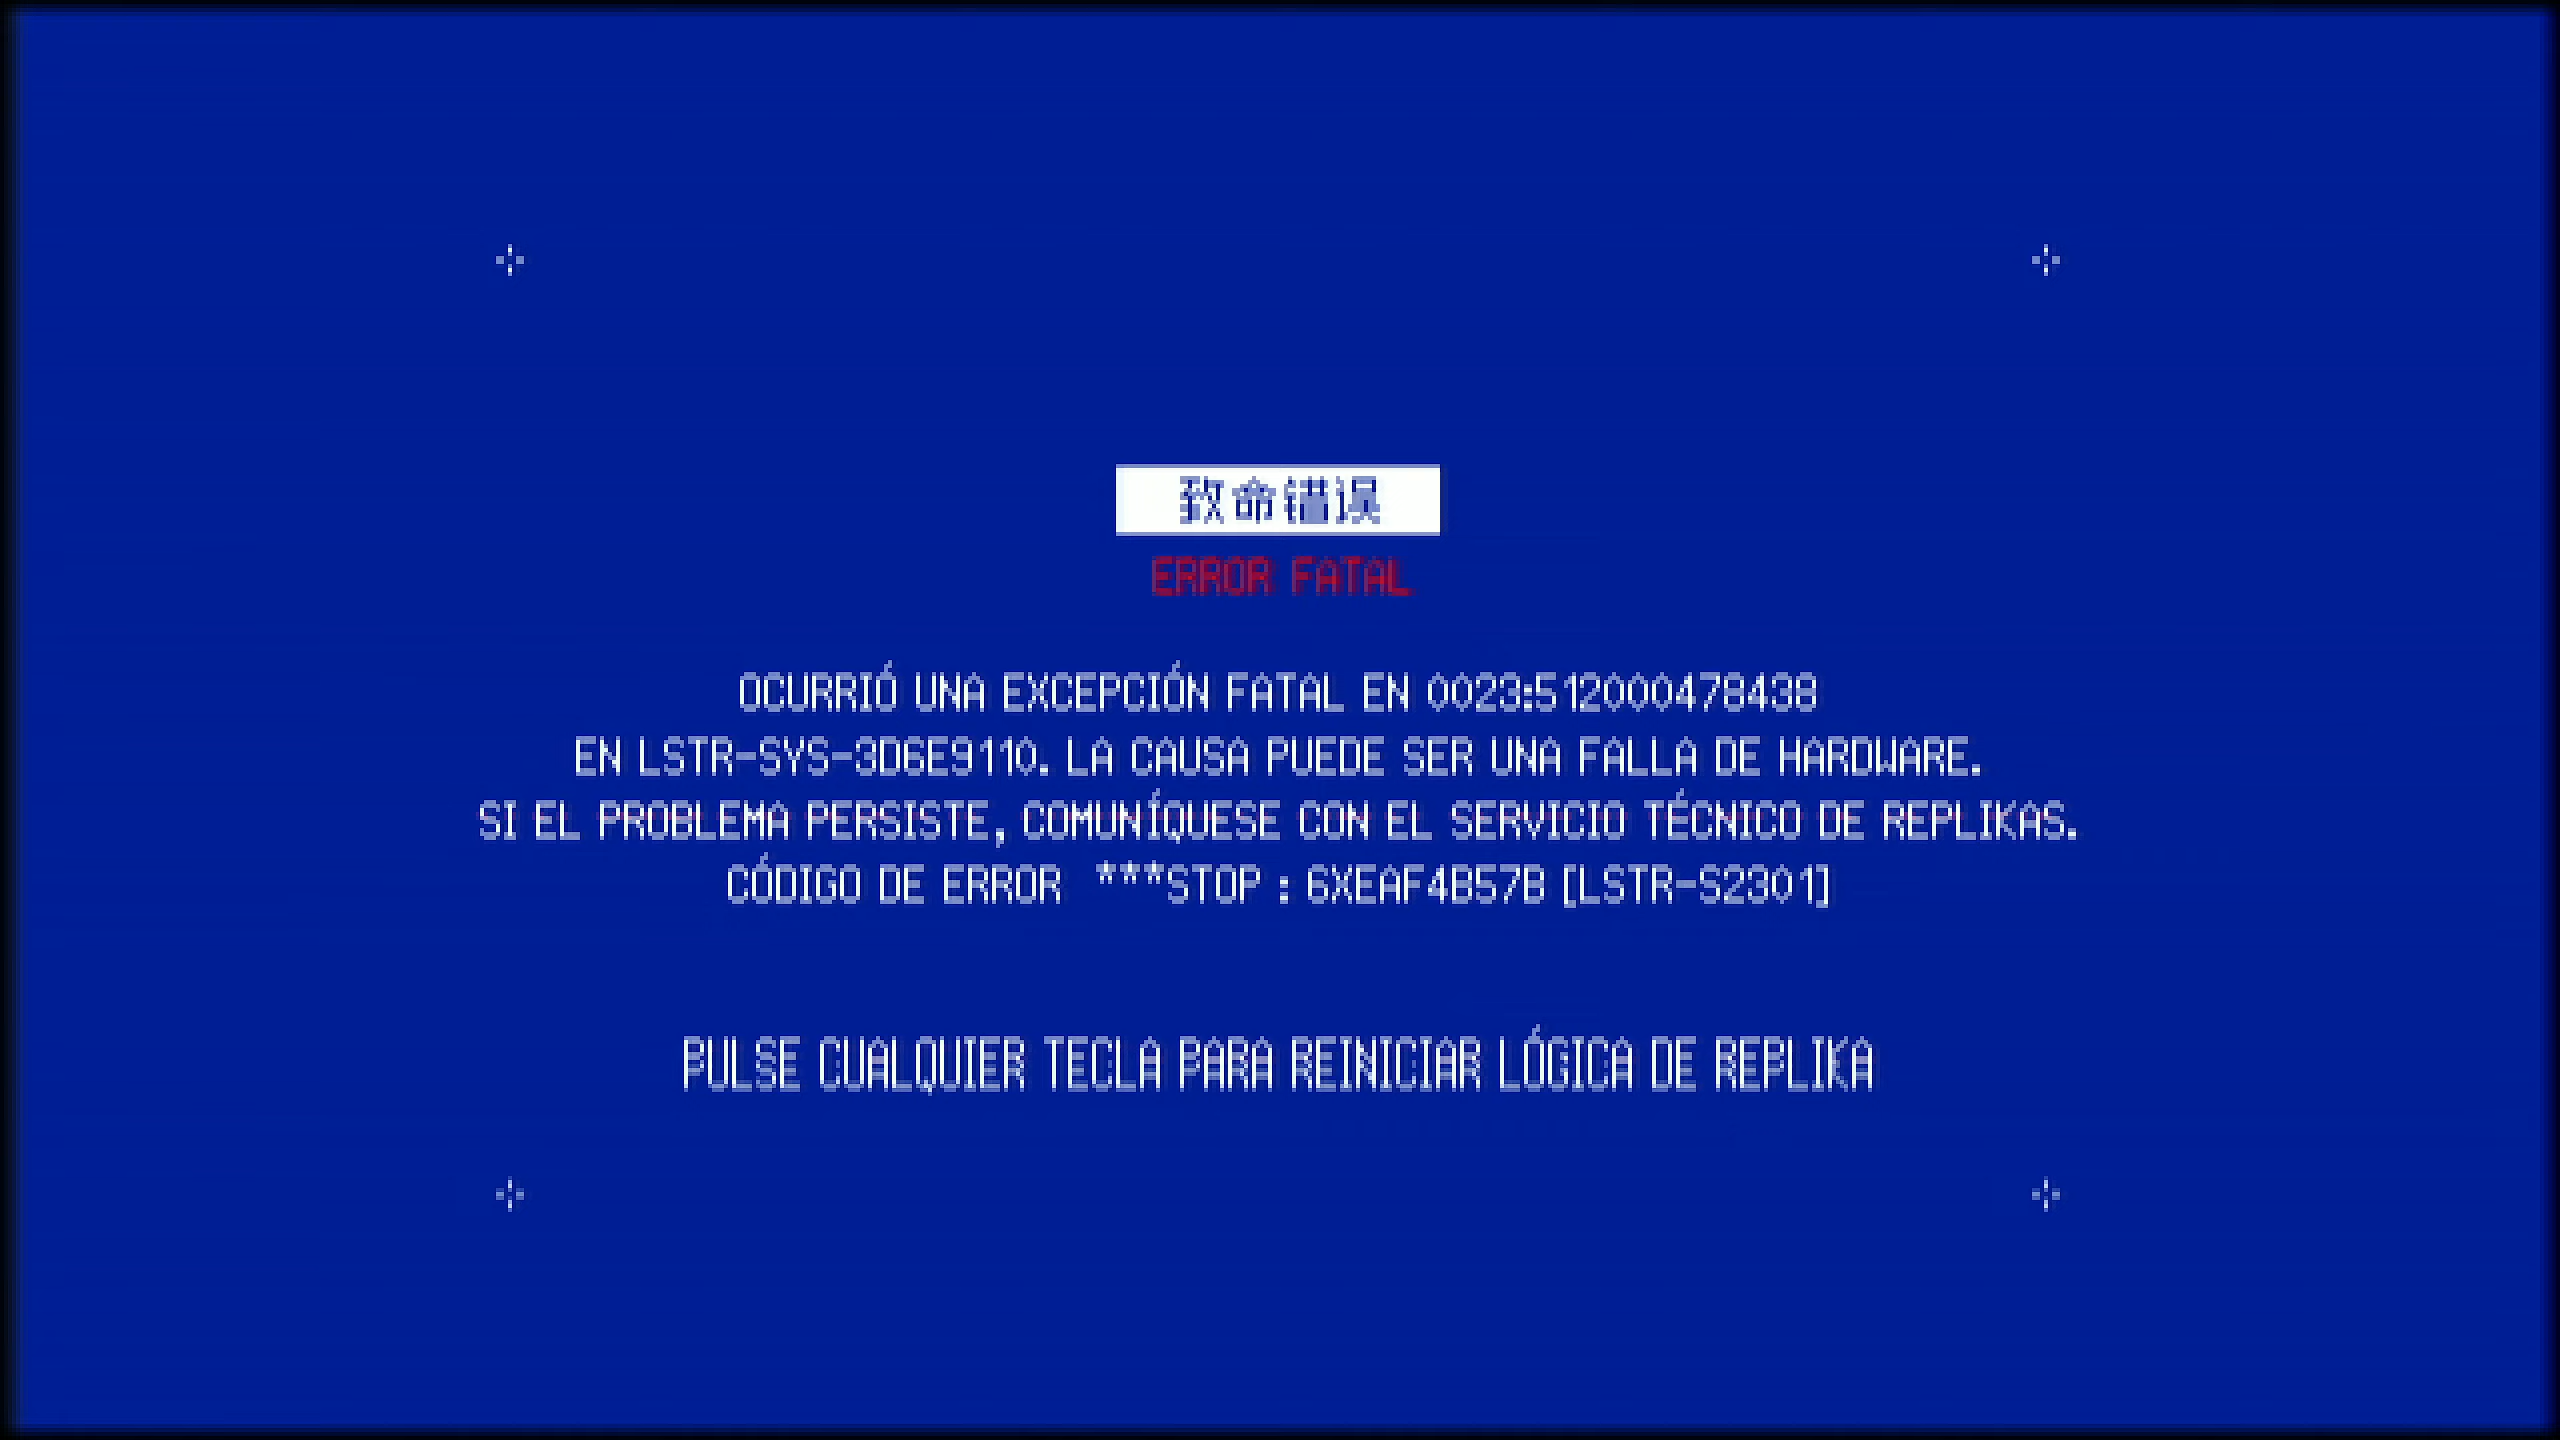 致命错误
ERROR FATAL
OCURRIÓ UNA EXCEPCIÓN FATAL EN 0023:512000478438
EN LSTR-SYS-3D6E9110. LA CAUSA PUEDE SER UNA FALLA DE HARDWARE.
SI EL PROBLEMA PERSISTE, COMUNÍQUESE CON EL SERVICIO TÉCNICO DE REPLIKAS.
CÓDIGO DE ERROR ***STOP : 6XEAF4B57B [LSTR-S2301]
PULSE CUALQUIER TECLA PARA REINICIAR LÓGICA DE REPLIKA